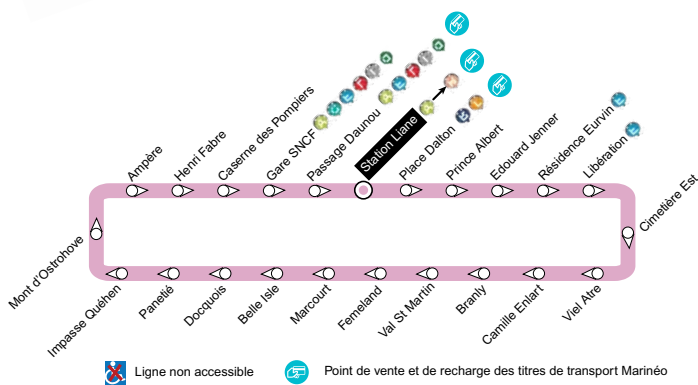 Ampère
Henri Fabre
Caserne des Pompiers
Gare SNCF
Passage Daunou
Station Liane
Place Dalton
Prince Albert
Edouard Jenner
Résidence Eurvin
Libération
Cimetière Est
Mont d'Ostrohove
Impasse Quéhen
Panetié
Docquois
Belle Isle
Marcourt
Femeland
Val St Martin
Branly
Camille Enlart
Viel Atre
Ligne non accessible
Point de vente et de recharge des titres de transport Marinéo